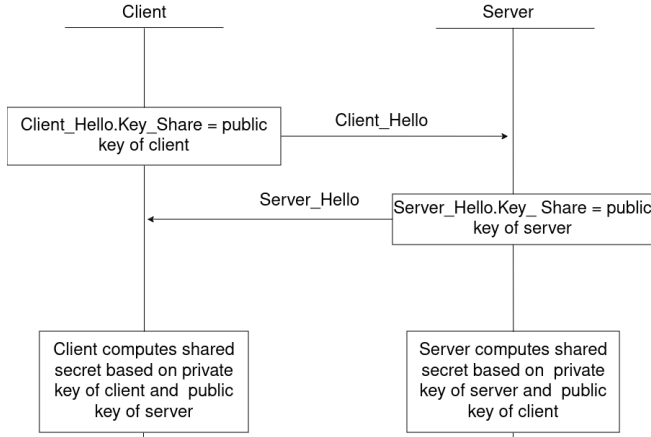 Client
Server
Client_Hello.Key_Share = public
key of client
Client_Hello
Server_Hello
Server_Hello.Key_ Share = public
key of server
Client computes shared
secret based on private
key of client and  public
key of server
Server computes shared
secret based on  private
key of server and  public
key of client